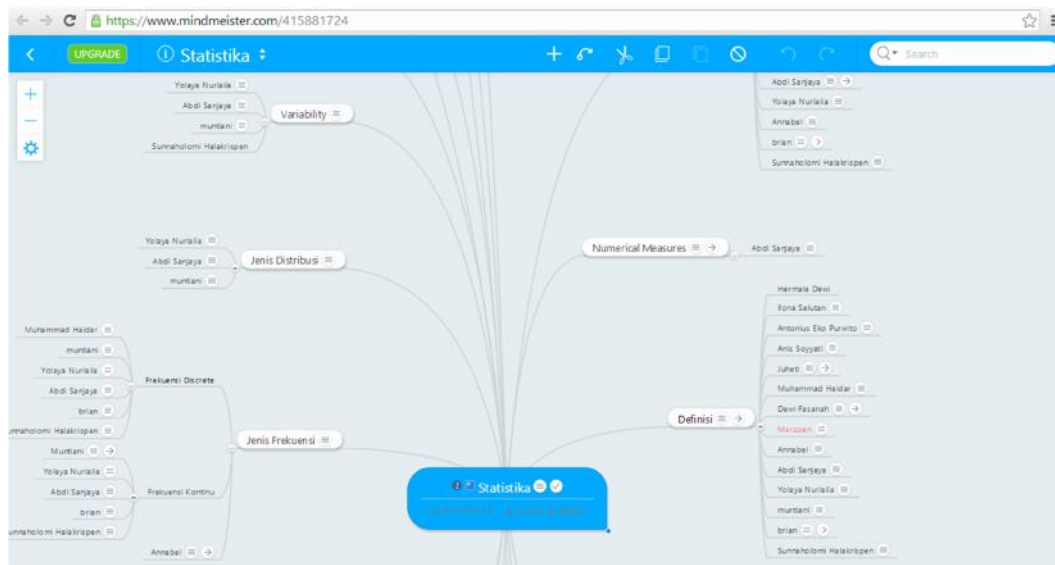 https://www.mindmeister.com/415881724
UPGRADE
Statistika
Search
Yolaya Nurlaila
Abdi Sanjaya
muntiani
Sunnaholomi Halakrispen
Variability
Yolaya Nurlaila
Abdi Sanjaya
muntiani
Jenis Distribusi
Muhammad Haidar
muntiani
Yolaya Nurlaila
Abdi Sanjaya
brian
Halakrispen
Frekuensi Discrete
Muntiani
Yolaya Nurlaila
Abdi Sanjaya
brian
Halakrispen
Frekuensi Kontinu
Annabel
Jenis Frekuensi
Statistika
Abdi Sanjaya
Yolaya Nurlaila
Annabel
brian
Sunnaholomi Halakrispen
Numerical Measures
Abdi Sanjaya
Definisi
Hermala Dewi
Ilona Selutan
Antonius Eko Purwito
Anis Soyyati
Juheti
Muhammad Haidar
Dewi Fasanah
Annabel
Abdi Sanjaya
Yolaya Nurlaila
muntiani
brian
Sunnaholomi Halakrispen